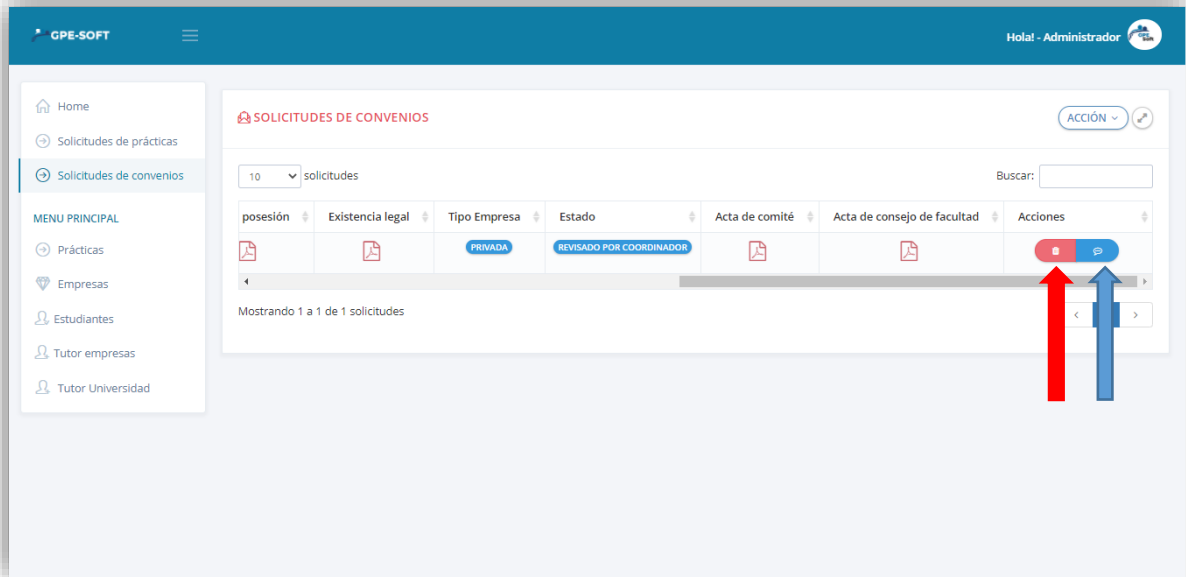 GPE-SOFT
Hola! - Administrador
GPE SOFT
Home
Solicitudes de prácticas
Solicitudes de convenios
MENU PRINCIPAL
Prácticas
Empresas
Estudiantes
Tutor empresas
Tutor Universidad
SOLICITUDES DE CONVENIOS
ACCIÓN
10 solicitudes
Buscar:
posesión Existencia legal Tipo Empresa Estado Acta de comité Acta de consejo de facultad Acciones
PRIVADA REVISADO POR COORDINADOR
Mostrando 1 a 1 de 1 solicitudes